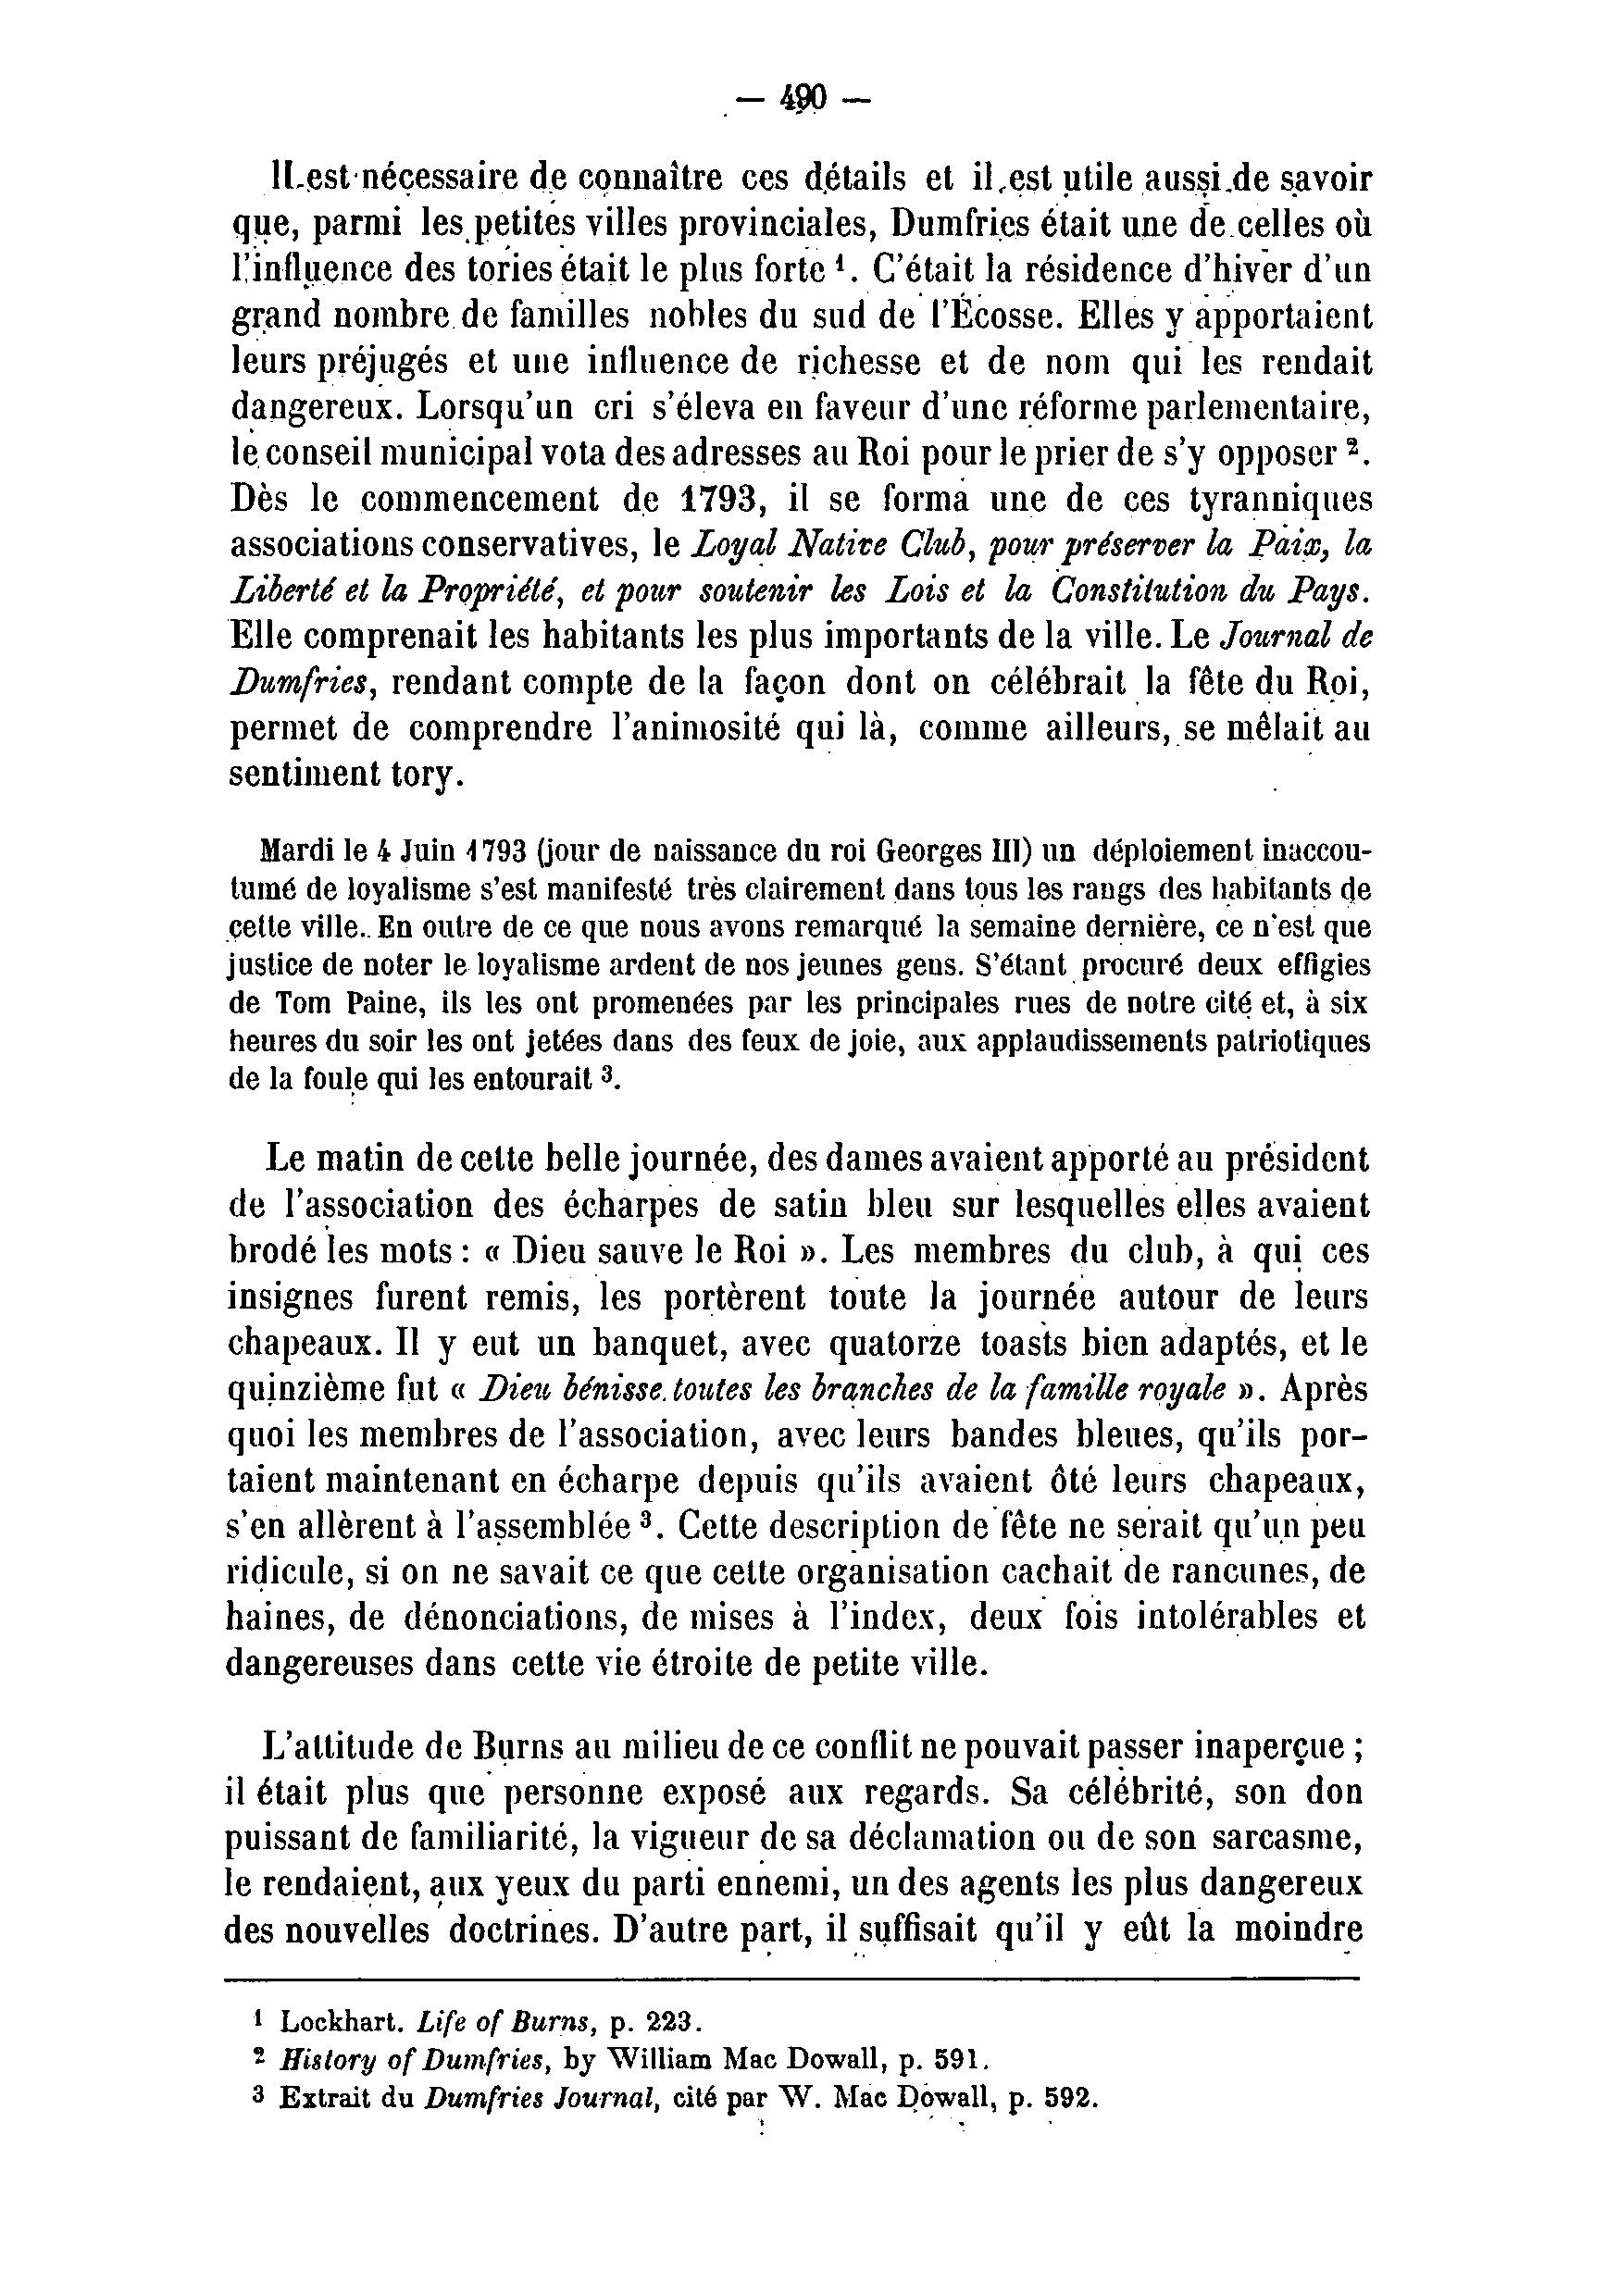 — 490 —
Il est nécessaire de connaître ces détails et il est utile aussi de savoir
que, parmi les petites villes provinciales, Dumfries était une de celles où
l'influence des tories était le plus forte ¹. C'était la résidence d'hiver d'un
grand nombre de familles nobles du sud de l'Écosse. Elles y apportaient
leurs préjugés et une influence de richesse et de nom qui les rendait
dangereux. Lorsqu'un cri s'éleva en faveur d'une réforme parlementaire,
le conseil municipal vota des adresses au Roi pour le prier de s'y opposer ².
Dès le commencement de 1793, il se forma une de ces tyranniques
associations conservatives, le Loyal Native Club, pour préserver la Paix, la
Liberté et la Propriété, et pour soutenir les Lois et la Constitution du Pays.
Elle comprenait les habitants les plus importants de la ville. Le Journal de
Dumfries, rendant compte de la façon dont on célébrait la fête du Roi,
permet de comprendre l'animosité qui là, comme ailleurs, se mêlait au
sentiment tory.
Mardi le 4 Juin 1793 (jour de naissance du roi Georges III) un déploiement inaccou-
tumé de loyalisme s'est manifesté très clairement dans tous les rangs des habitants de
cette ville. En outre de ce que nous avons remarqué la semaine dernière, ce n'est que
justice de noter le loyalisme ardent de nos jeunes gens. S'étant procuré deux effigies
de Tom Paine, ils les ont promenées par les principales rues de notre cité et, à six
heures du soir les ont jetées dans des feux de joie, aux applaudissements patriotiques
de la foule qui les entourait ³.
Le matin de cette belle journée, des dames avaient apporté au président
de l'association des écharpes de satin bleu sur lesquelles elles avaient
brodé les mots : « Dieu sauve le Roi ». Les membres du club, à qui ces
insignes furent remis, les portèrent toute la journée autour de leurs
chapeaux. Il y eut un banquet, avec quatorze toasts bien adaptés, et le
quinzième fut « Dieu bénisse toutes les branches de la famille royale ». Après
quoi les membres de l'association, avec leurs bandes bleues, qu'ils por-
taient maintenant en écharpe depuis qu'ils avaient ôté leurs chapeaux,
s'en allèrent à l'assemblée ³. Cette description de fête ne serait qu'un peu
ridicule, si on ne savait ce que cette organisation cachait de rancunes, de
haines, de dénonciations, de mises à l'index, deux fois intolérables et
dangereuses dans cette vie étroite de petite ville.
L'attitude de Burns au milieu de ce conflit ne pouvait passer inaperçue ;
il était plus que personne exposé aux regards. Sa célébrité, son don
puissant de familiarité, la vigueur de sa déclamation ou de son sarcasme,
le rendaient, aux yeux du parti ennemi, un des agents les plus dangereux
des nouvelles doctrines. D'autre part, il suffisait qu'il y eût la moindre
¹ Lockhart. Life of Burns, p. 223.
² History of Dumfries, by William Mac Dowall, p. 591.
³ Extrait du Dumfries Journal, cité par W. Mac Dowall, p. 592.